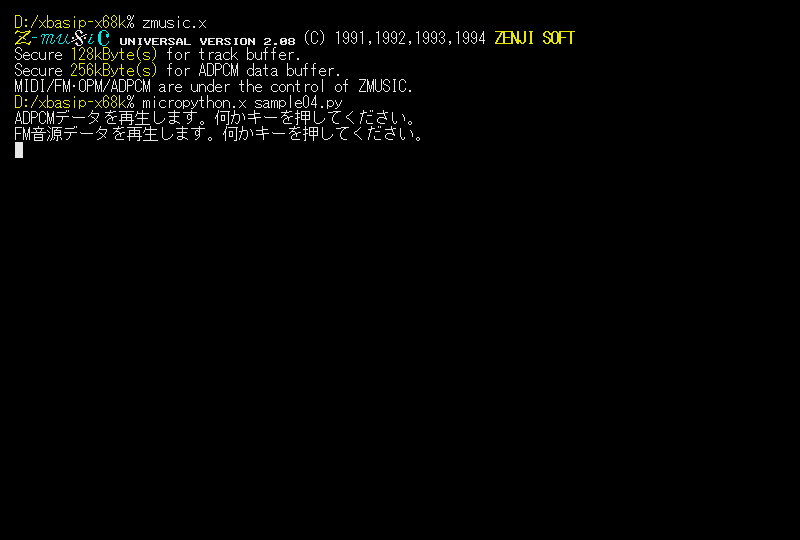 D:/xbasip-x68k% zmusic.x
Z-muSiC UNIVERSAL VERSION 2.08 (C) 1991,1992,1993,1994 ZENJI SOFT
Secure 128kByte(s) for track buffer.
Secure 256kByte(s) for ADPCM data buffer.
MIDI/FM·OPM/ADPCM are under the control of ZMUSIC.
D:/xbasip-x68k% micropython.x sample04.py
ADPCMデータを再生します。何かキーを押してください。
FM音源データを再生します。何かキーを押してください。